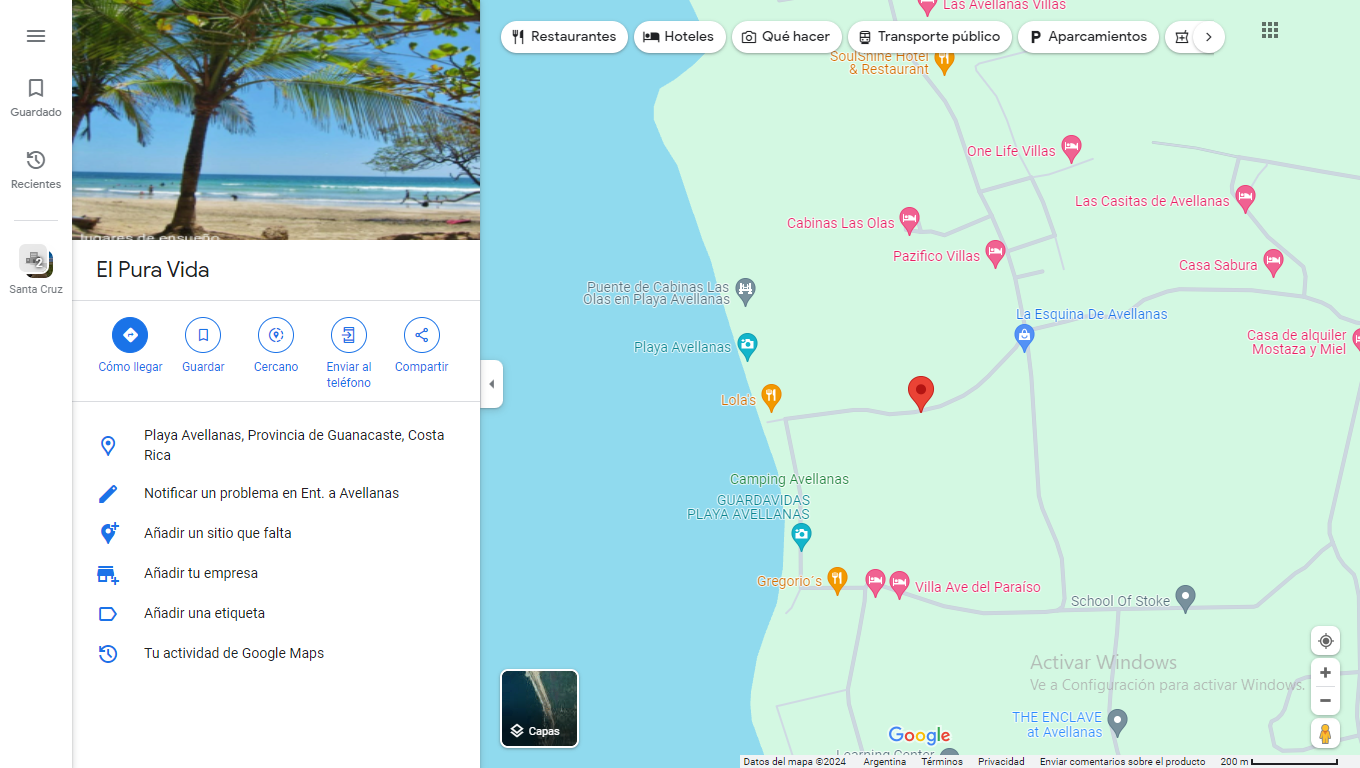 Guardado
Recientes
2
Santa Cruz
lugares de ensueño
El Pura Vida
Cómo llegar
Guardar
Cercano
Enviar al
teléfono
Compartir
Playa Avellanas, Provincia de Guanacaste, Costa
Rica
Notificar un problema en Ent. a Avellanas
Añadir un sitio que falta
Añadir tu empresa
Añadir una etiqueta
Tu actividad de Google Maps
Las Avellanas Villas
Restaurantes
Hoteles
Qué hacer
Transporte público
P Aparcamientos
SoulShine Hotel
& Restaurant
One Life Villas
Las Casitas de Avellanas
Cabinas Las Olas
Pazifico Villas
Casa Sabura
Puente de Cabinas Las
Olas en Playa Avellanas
La Esquina De Avellanas
Playa Avellanas
Casa de alquiler
Mostaza y Miel
Lola's
Camping Avellanas
GUARDAVIDAS
PLAYA AVELLANAS
Gregorio´s
Villa Ave del Paraíso
School Of Stoke
Activar Windows
Ve a Configuración para activar Windows.
THE ENCLAVE
at Avellanas
Capas
Google
Learning Center
Datos del mapa ©2024
Argentina
Términos
Privacidad
Enviar comentarios sobre el producto
200 m